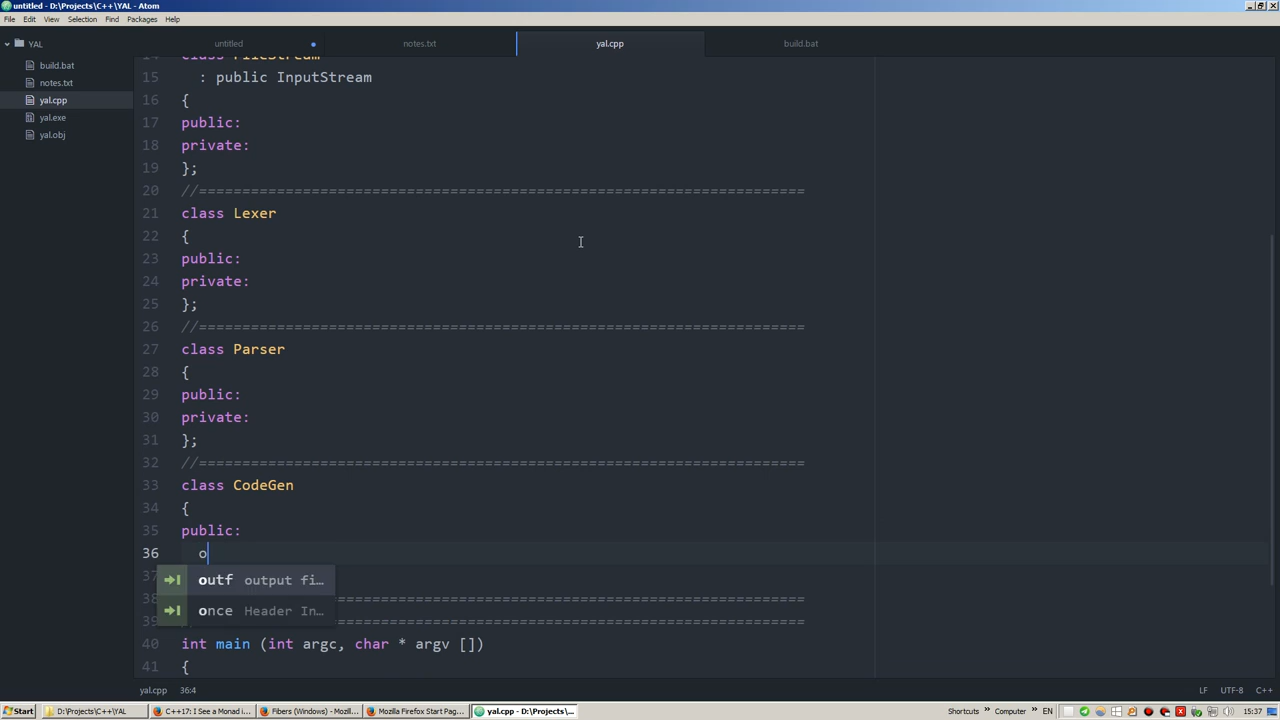 untitled - D:\Projects\C++\YAL - Atom
File Edit View Selection Find Packages Help
YAL
build.bat
notes.txt
yal.cpp
yal.exe
yal.obj
untitled notes.txt yal.cpp build.bat
14 class FileStream
15 : public InputStream
16 {
17 public:
18 private:
19 };
20 //======================================================================
21 class Lexer
22 {
23 public:
24 private:
25 };
26 //======================================================================
27 class Parser
28 {
29 public:
30 private:
31 };
32 //======================================================================
33 class CodeGen
34 {
35 public:
36 o
37
outf output fi…
once Header In…
38 ======================================================
39 ======================================================
40 int main (int argc, char * argv [])
41 {
yal.cpp 36:4 LF UTF-8 C++
Start D:\Projects\C++\YAL C++17: I See a Monad i... Fibers (Windows) - Mozill... Mozilla Firefox Start Pag... yal.cpp - D:\Projects\... Shortcuts » Computer » EN 15:37